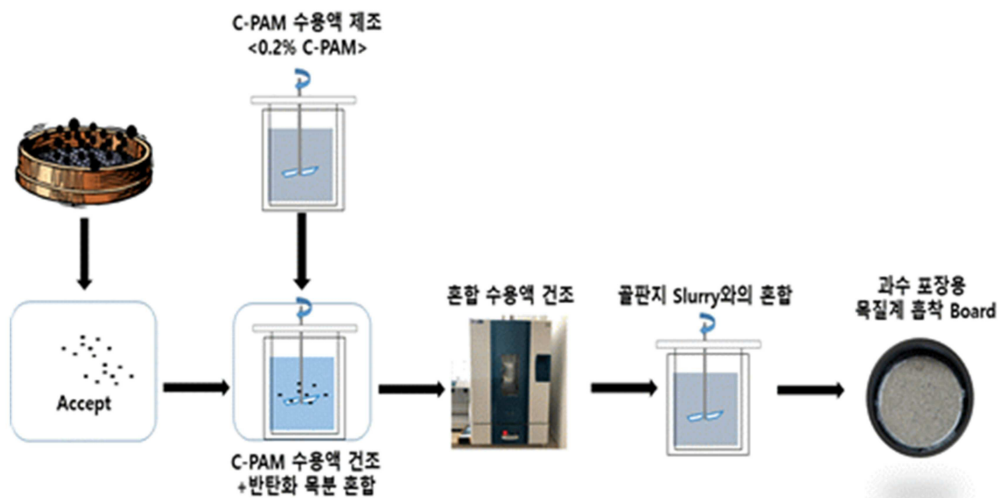 C-PAM 수용액 제조
<0.2% C-PAM>
혼합 수용액 건조
골판지 Slurry와의 혼합
과수 포장용
목질계 흡착 Board
Accept
C-PAM 수용액 건조
+반탄화 목분 혼합